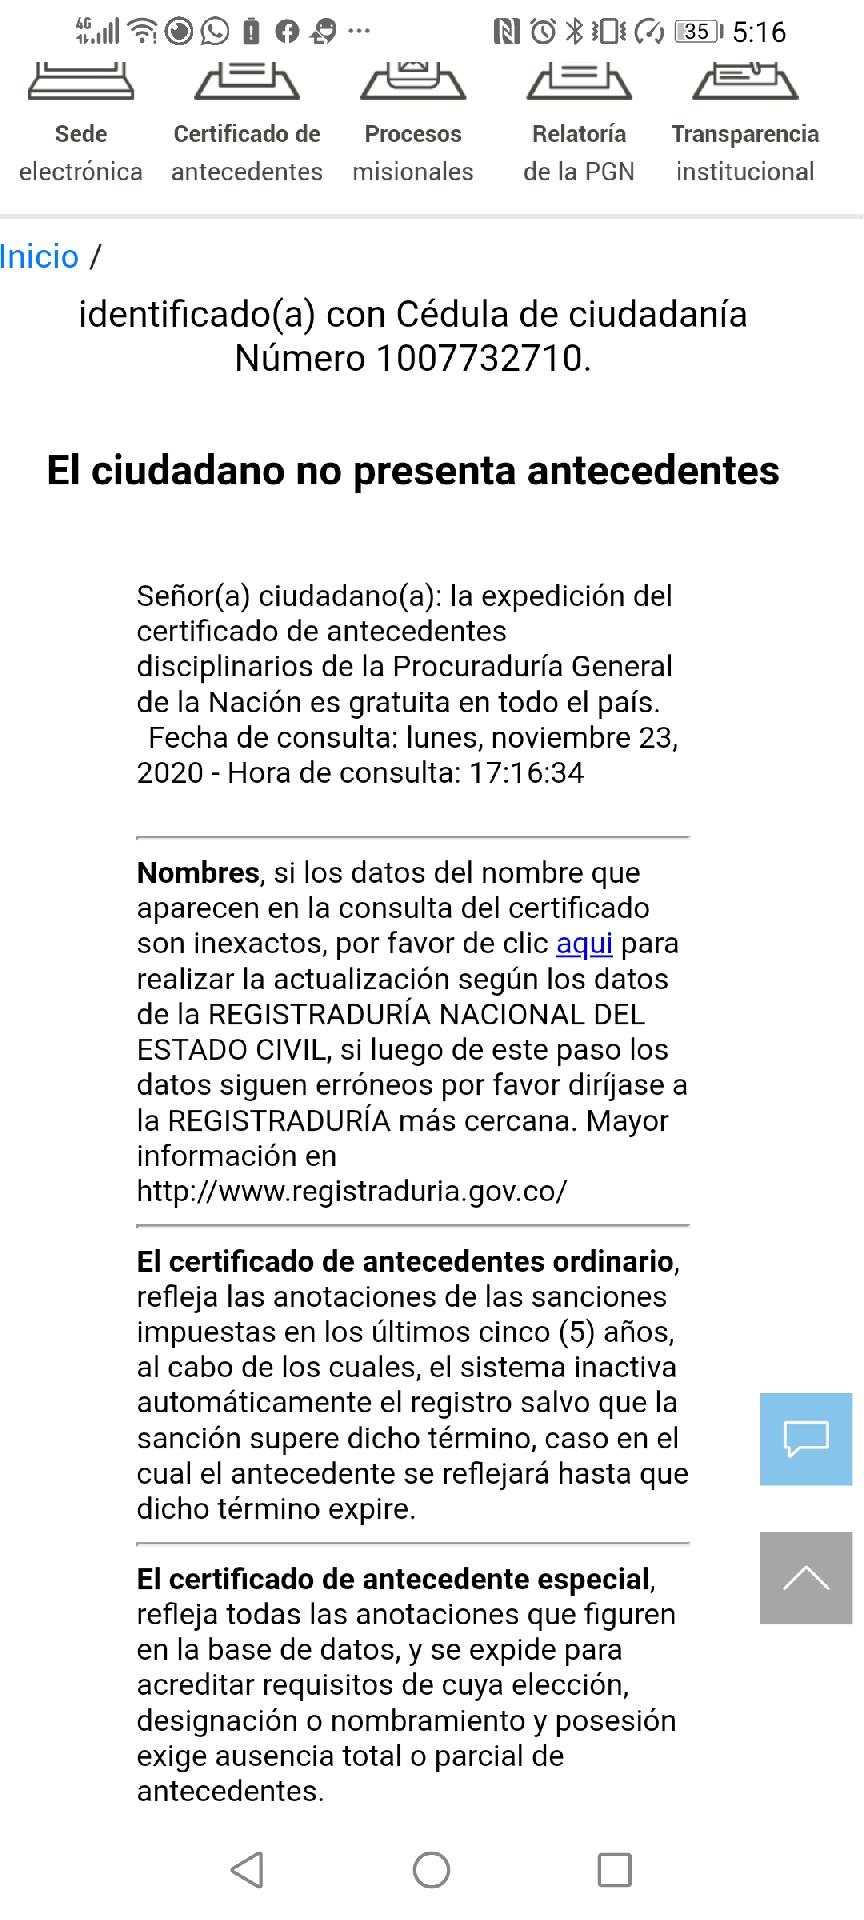 4G
35
5:16
Sede electrónica
Certificado de antecedentes
Procesos misionales
Relatoría de la PGN
Transparencia institucional
Inicio /
identificado(a) con Cédula de ciudadanía
Número 1007732710.
El ciudadano no presenta antecedentes
Señor(a) ciudadano(a): la expedición del
certificado de antecedentes
disciplinarios de la Procuraduría General
de la Nación es gratuita en todo el país.
Fecha de consulta: lunes, noviembre 23,
2020 - Hora de consulta: 17:16:34
Nombres, si los datos del nombre que
aparecen en la consulta del certificado
son inexactos, por favor de clic aqui para
realizar la actualización según los datos
de la REGISTRADURÍA NACIONAL DEL
ESTADO CIVIL, si luego de este paso los
datos siguen erróneos por favor diríjase a
la REGISTRADURÍA más cercana. Mayor
información en
http://www.registraduria.gov.co/
El certificado de antecedentes ordinario,
refleja las anotaciones de las sanciones
impuestas en los últimos cinco (5) años,
al cabo de los cuales, el sistema inactiva
automáticamente el registro salvo que la
sanción supere dicho término, caso en el
cual el antecedente se reflejará hasta que
dicho término expire.
El certificado de antecedente especial,
refleja todas las anotaciones que figuren
en la base de datos, y se expide para
acreditar requisitos de cuya elección,
designación o nombramiento y posesión
exige ausencia total o parcial de
antecedentes.